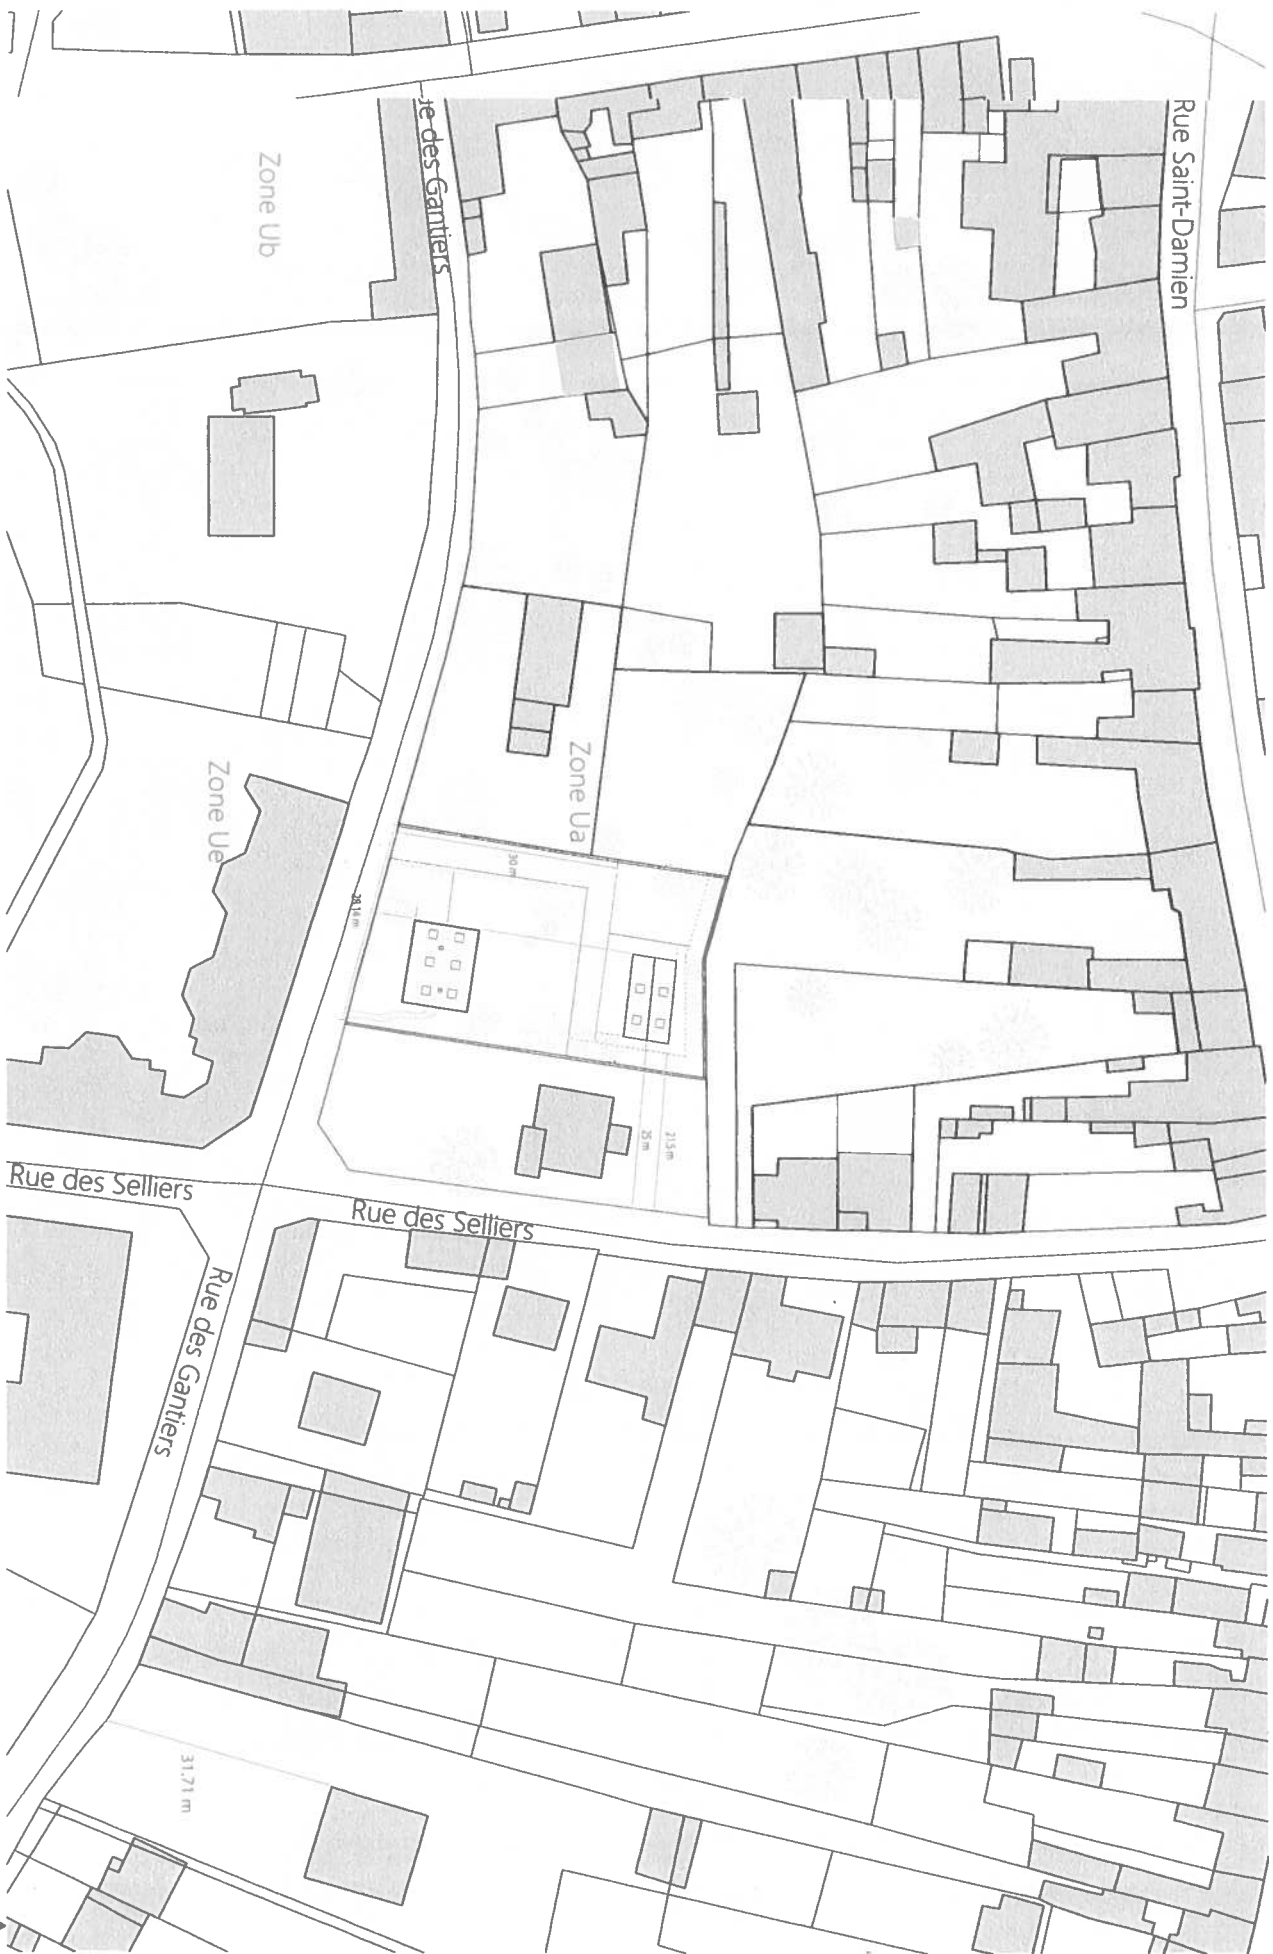 ue des Gantiers
Rue Saint-Damien
Zone Ub
Zone Ue
Zone Ua
30 m
28,14 m
21.5 m
25 m
Rue des Selliers
Rue des Selliers
Rue des Gantiers
31.71 m